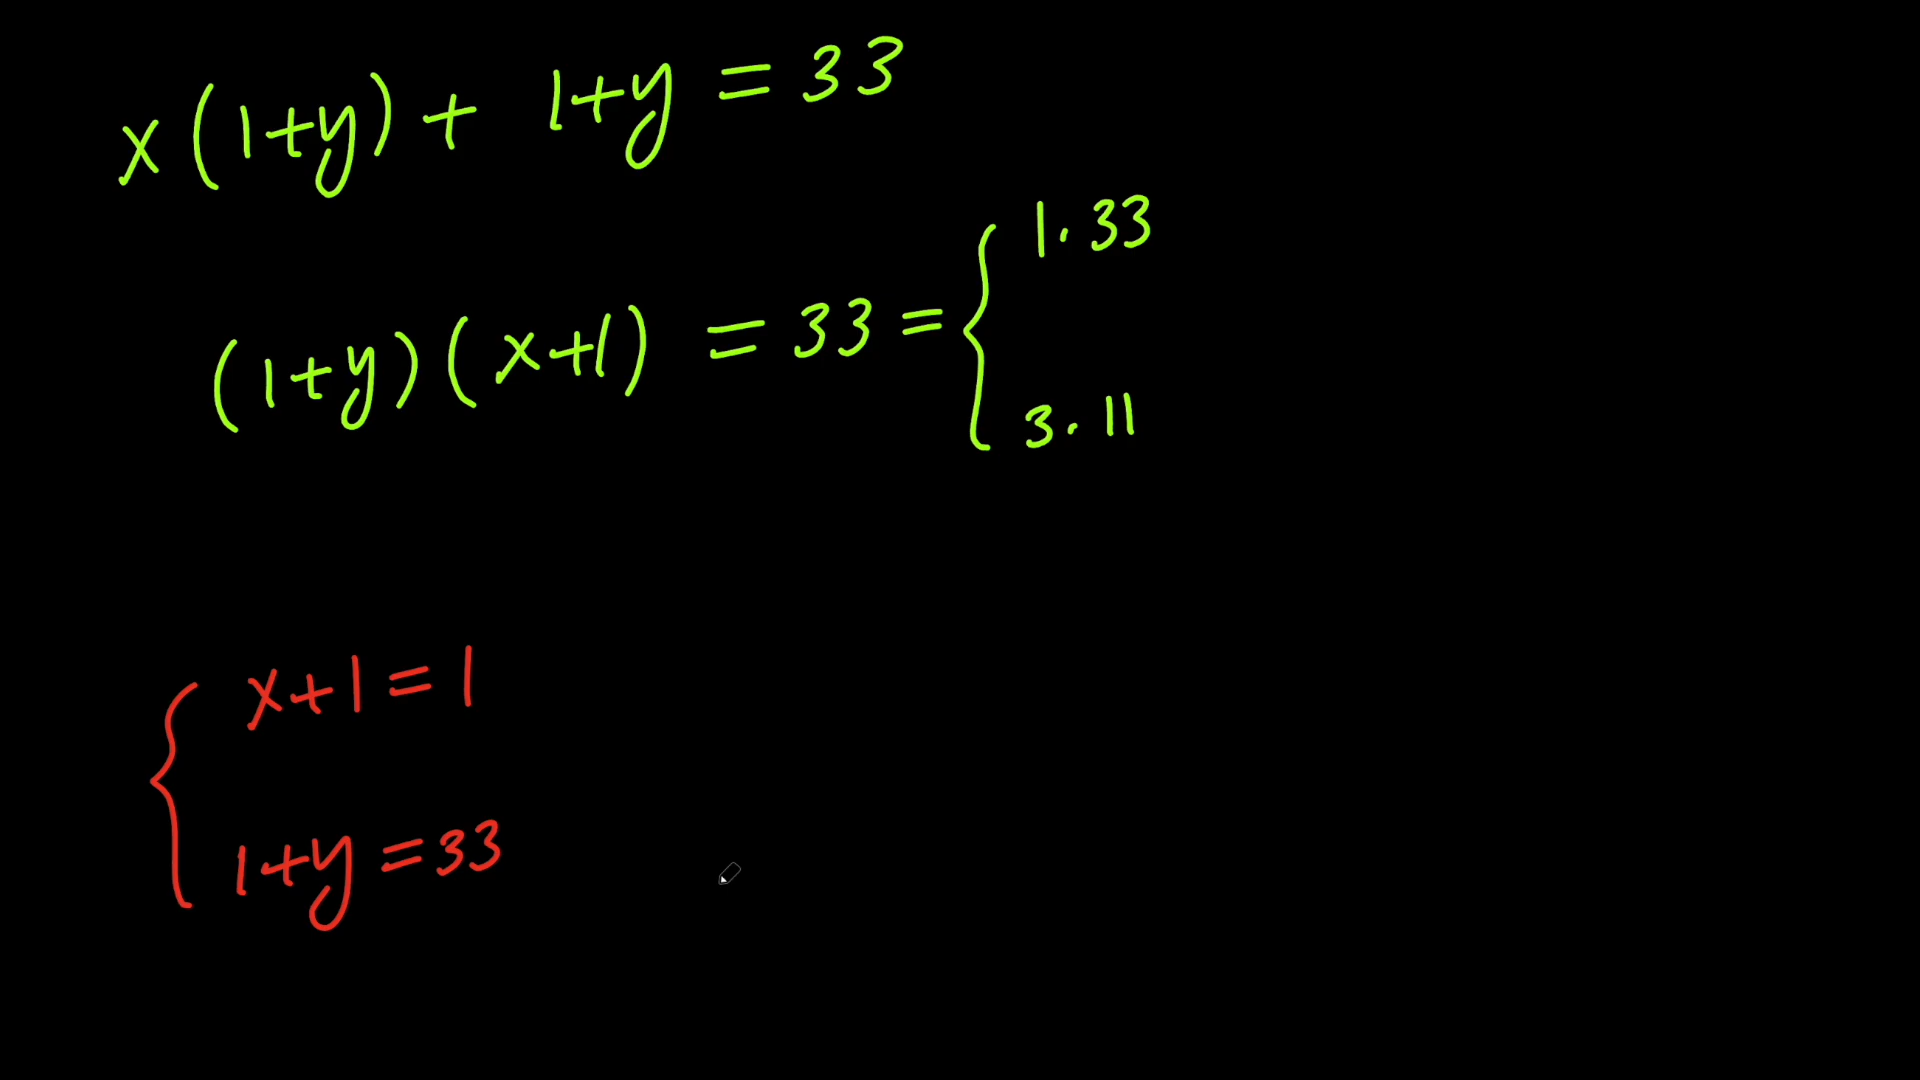 x(1+y) + 1+y = 33
(1+y)(x+1) = 33 = { 1·33
3·11
{ x+1=1
1+y=33